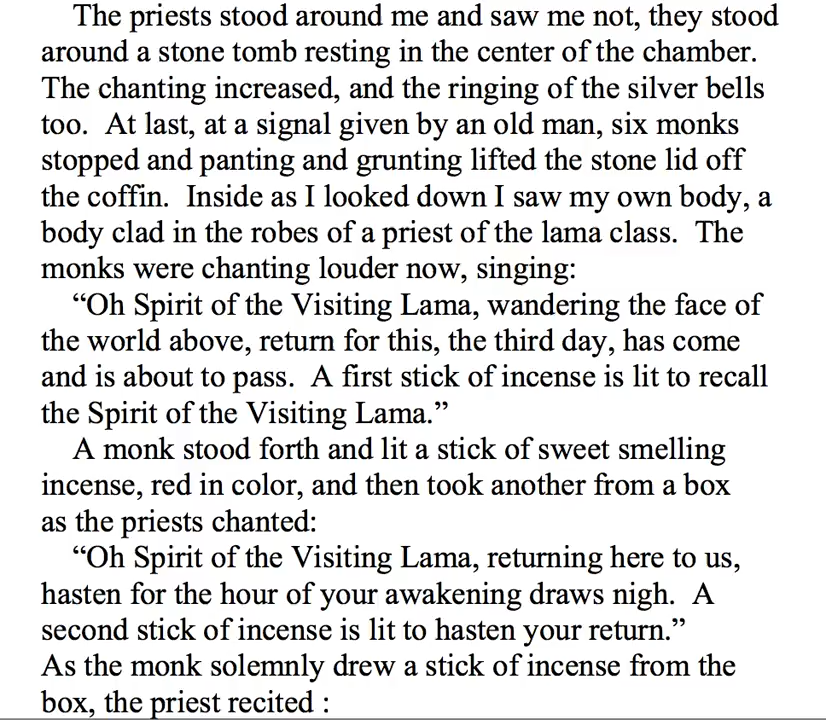 The priests stood around me and saw me not, they stood
around a stone tomb resting in the center of the chamber.
The chanting increased, and the ringing of the silver bells
too.  At last, at a signal given by an old man, six monks
stopped and panting and grunting lifted the stone lid off
the coffin.  Inside as I looked down I saw my own body, a
body clad in the robes of a priest of the lama class.  The
monks were chanting louder now, singing:
“Oh Spirit of the Visiting Lama, wandering the face of
the world above, return for this, the third day, has come
and is about to pass.  A first stick of incense is lit to recall
the Spirit of the Visiting Lama.”
A monk stood forth and lit a stick of sweet smelling
incense, red in color, and then took another from a box
as the priests chanted:
“Oh Spirit of the Visiting Lama, returning here to us,
hasten for the hour of your awakening draws nigh.  A
second stick of incense is lit to hasten your return.”
As the monk solemnly drew a stick of incense from the
box, the priest recited :